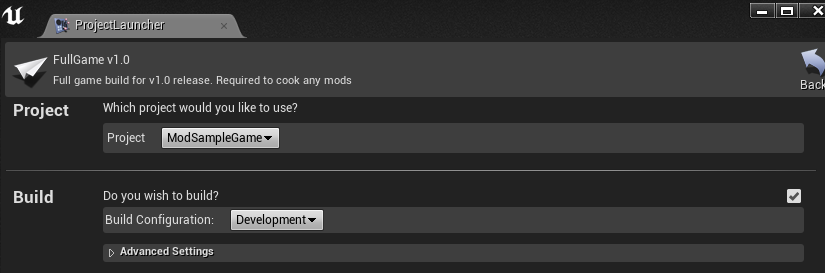 ProjectLauncher
FullGame v1.0
Full game build for v1.0 release. Required to cook any mods
Back
Project
Which project would you like to use?
Project ModSampleGame
Build
Do you wish to build?
Build Configuration: Development
Advanced Settings